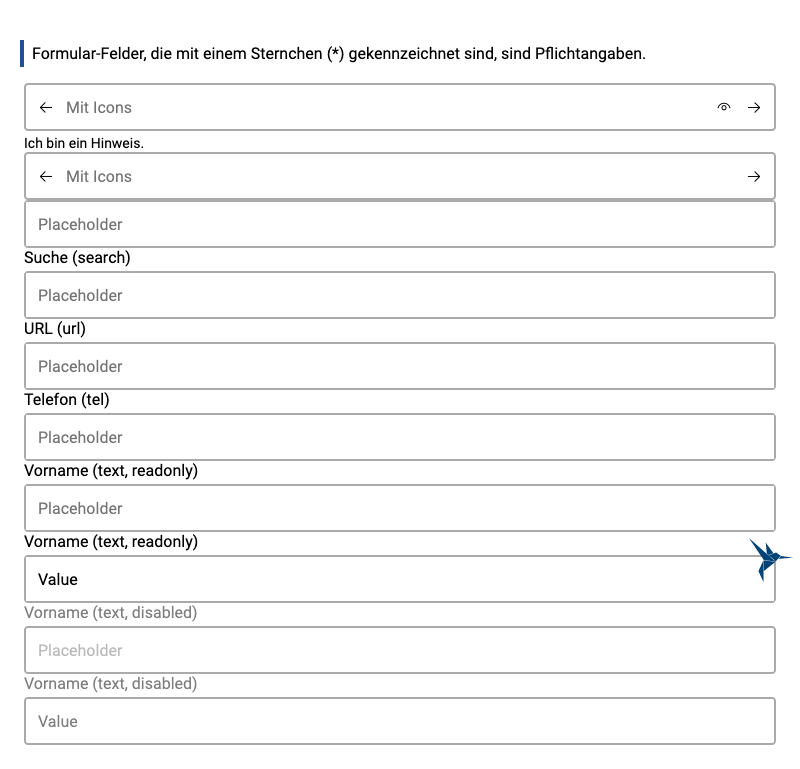 Formular-Felder, die mit einem Sternchen (*) gekennzeichnet sind, sind Pflichtangaben.
Mit Icons
Ich bin ein Hinweis.
Mit Icons
Placeholder
Suche (search)
Placeholder
URL (url)
Placeholder
Telefon (tel)
Placeholder
Vorname (text, readonly)
Placeholder
Vorname (text, readonly)
Value
Vorname (text, disabled)
Placeholder
Vorname (text, disabled)
Value